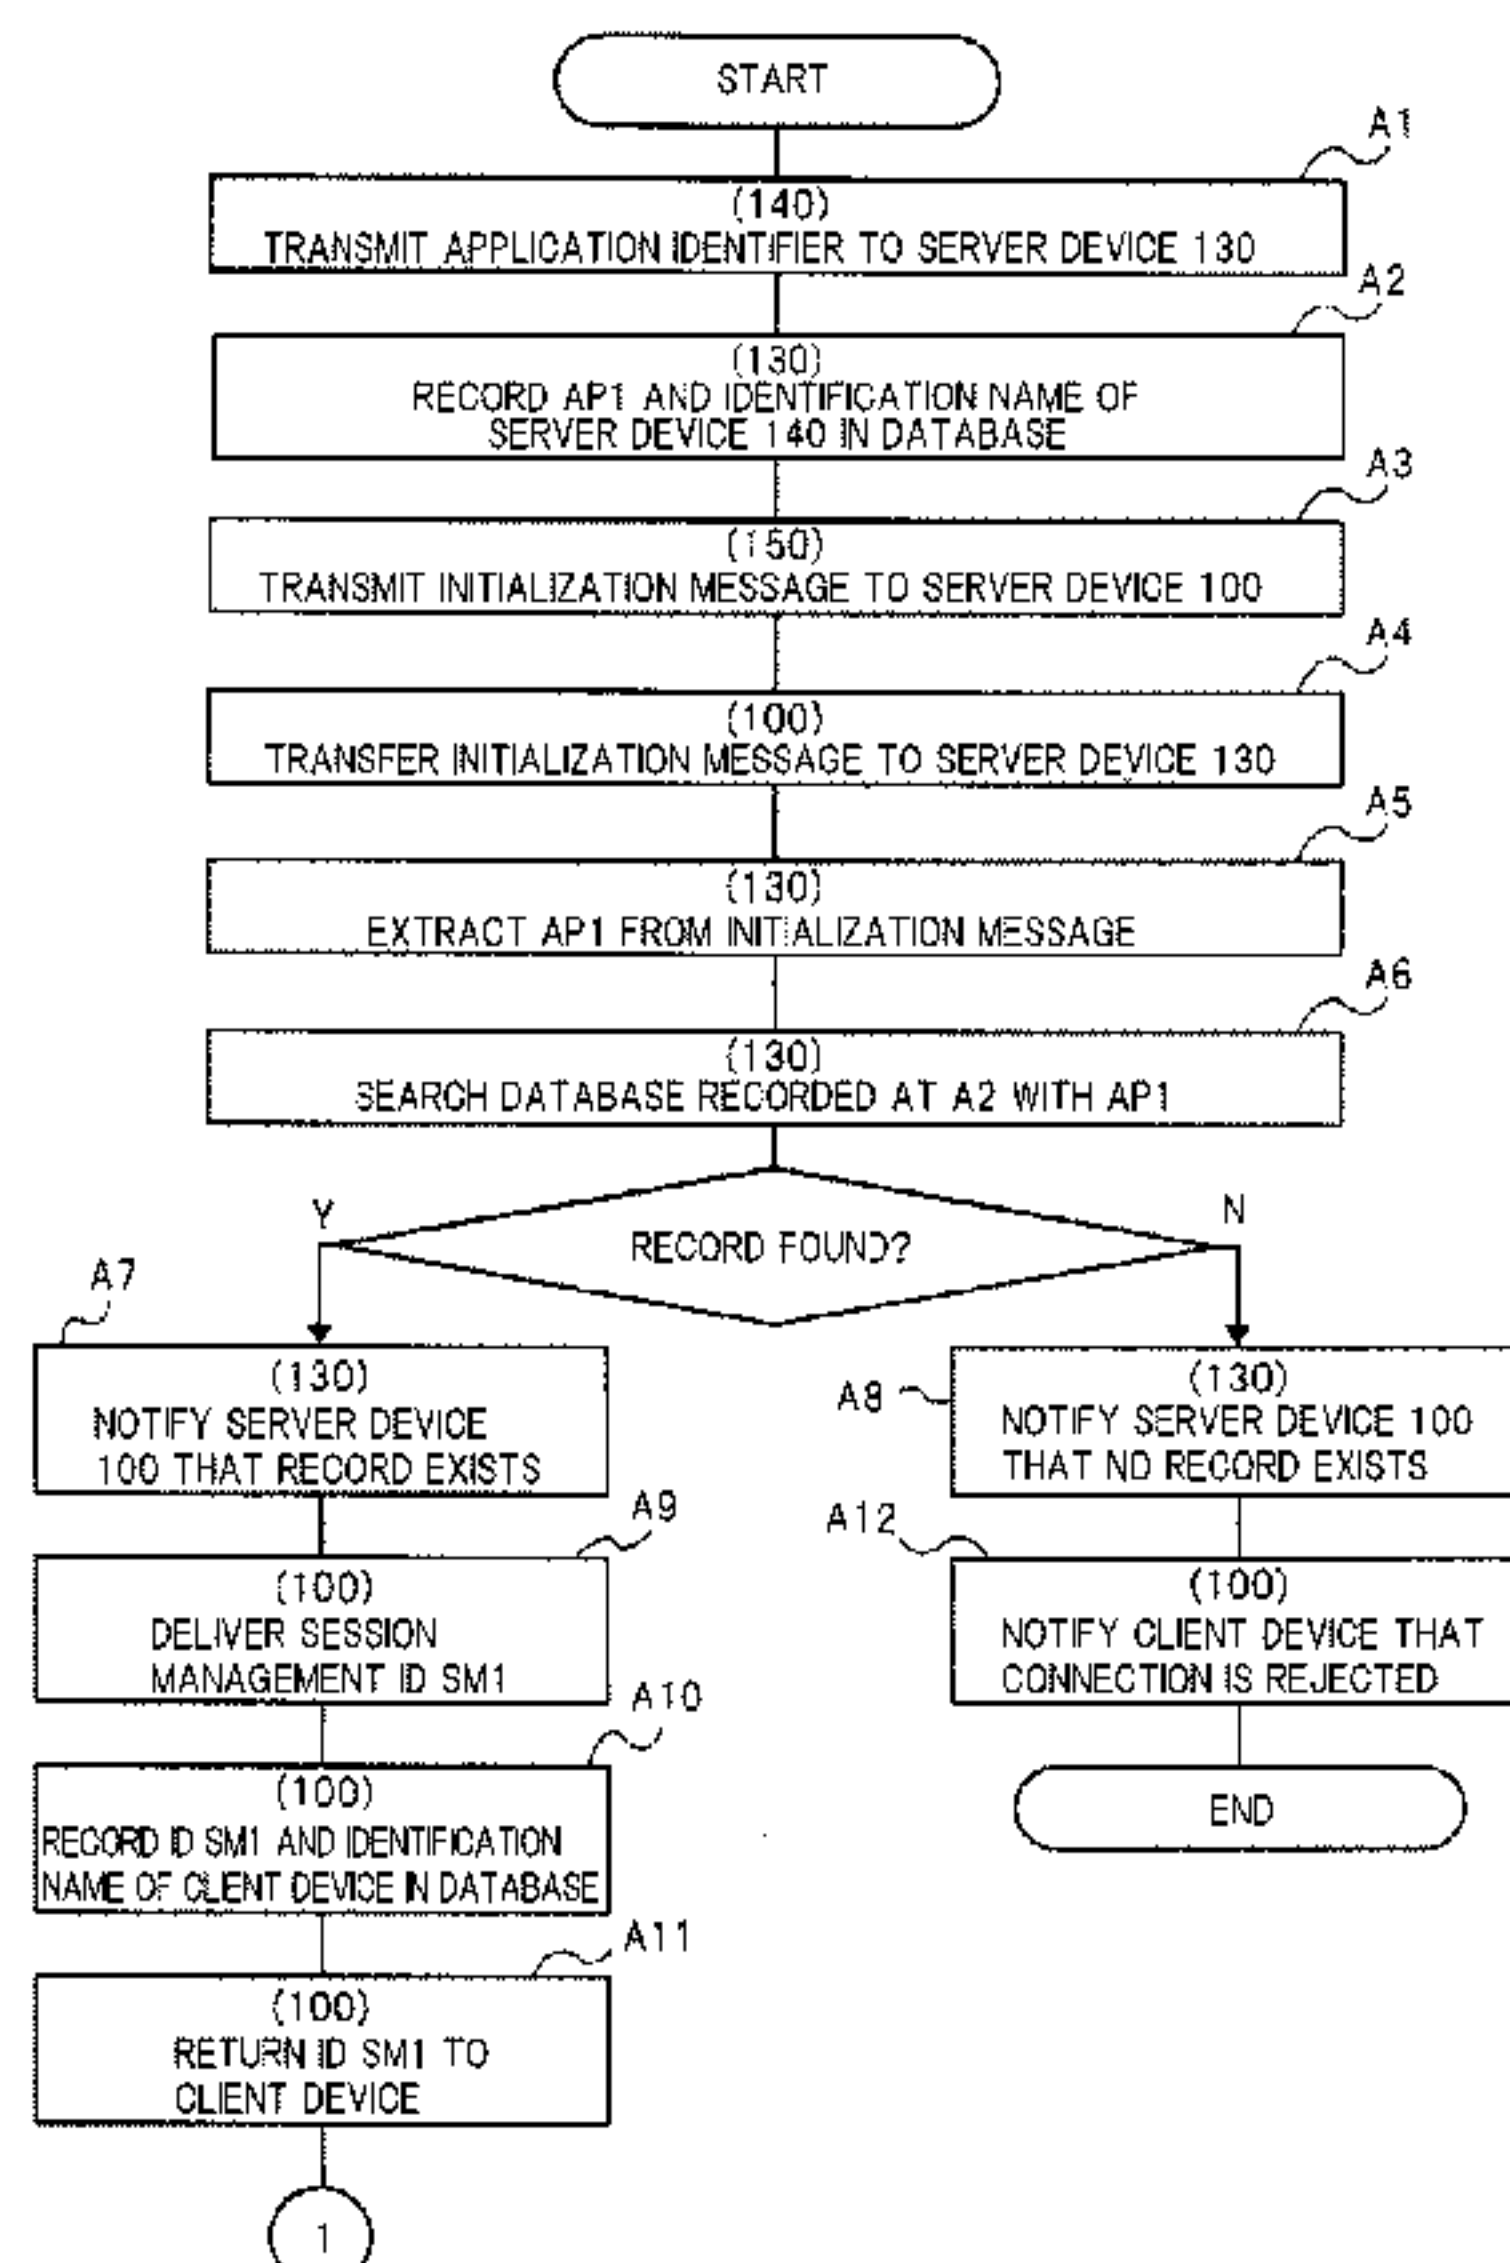 START
A1
(140)
TRANSMIT APPLICATION IDENTIFIER TO SERVER DEVICE 130
A2
(130)
RECORD AP1 AND IDENTIFICATION NAME OF
SERVER DEVICE 140 IN DATABASE
A3
(150)
TRANSMIT INITIALIZATION MESSAGE TO SERVER DEVICE 100
A4
(100)
TRANSFER INITIALIZATION MESSAGE TO SERVER DEVICE 130
A5
(130)
EXTRACT AP1 FROM INITIALIZATION MESSAGE
A6
(130)
SEARCH DATABASE RECORDED AT A2 WITH AP1
RECORD FOUND?
Y
N
A7
(130)
NOTIFY SERVER DEVICE
100 THAT RECORD EXISTS
A8
(130)
NOTIFY SERVER DEVICE 100
THAT NO RECORD EXISTS
A9
(100)
DELIVER SESSION
MANAGEMENT ID SM1
A12
(100)
NOTIFY CLIENT DEVICE THAT
CONNECTION IS REJECTED
A10
(100)
RECORD ID SM1 AND IDENTIFICATION
NAME OF CLIENT DEVICE IN DATABASE
END
A11
(100)
RETURN ID SM1 TO
CLIENT DEVICE
1